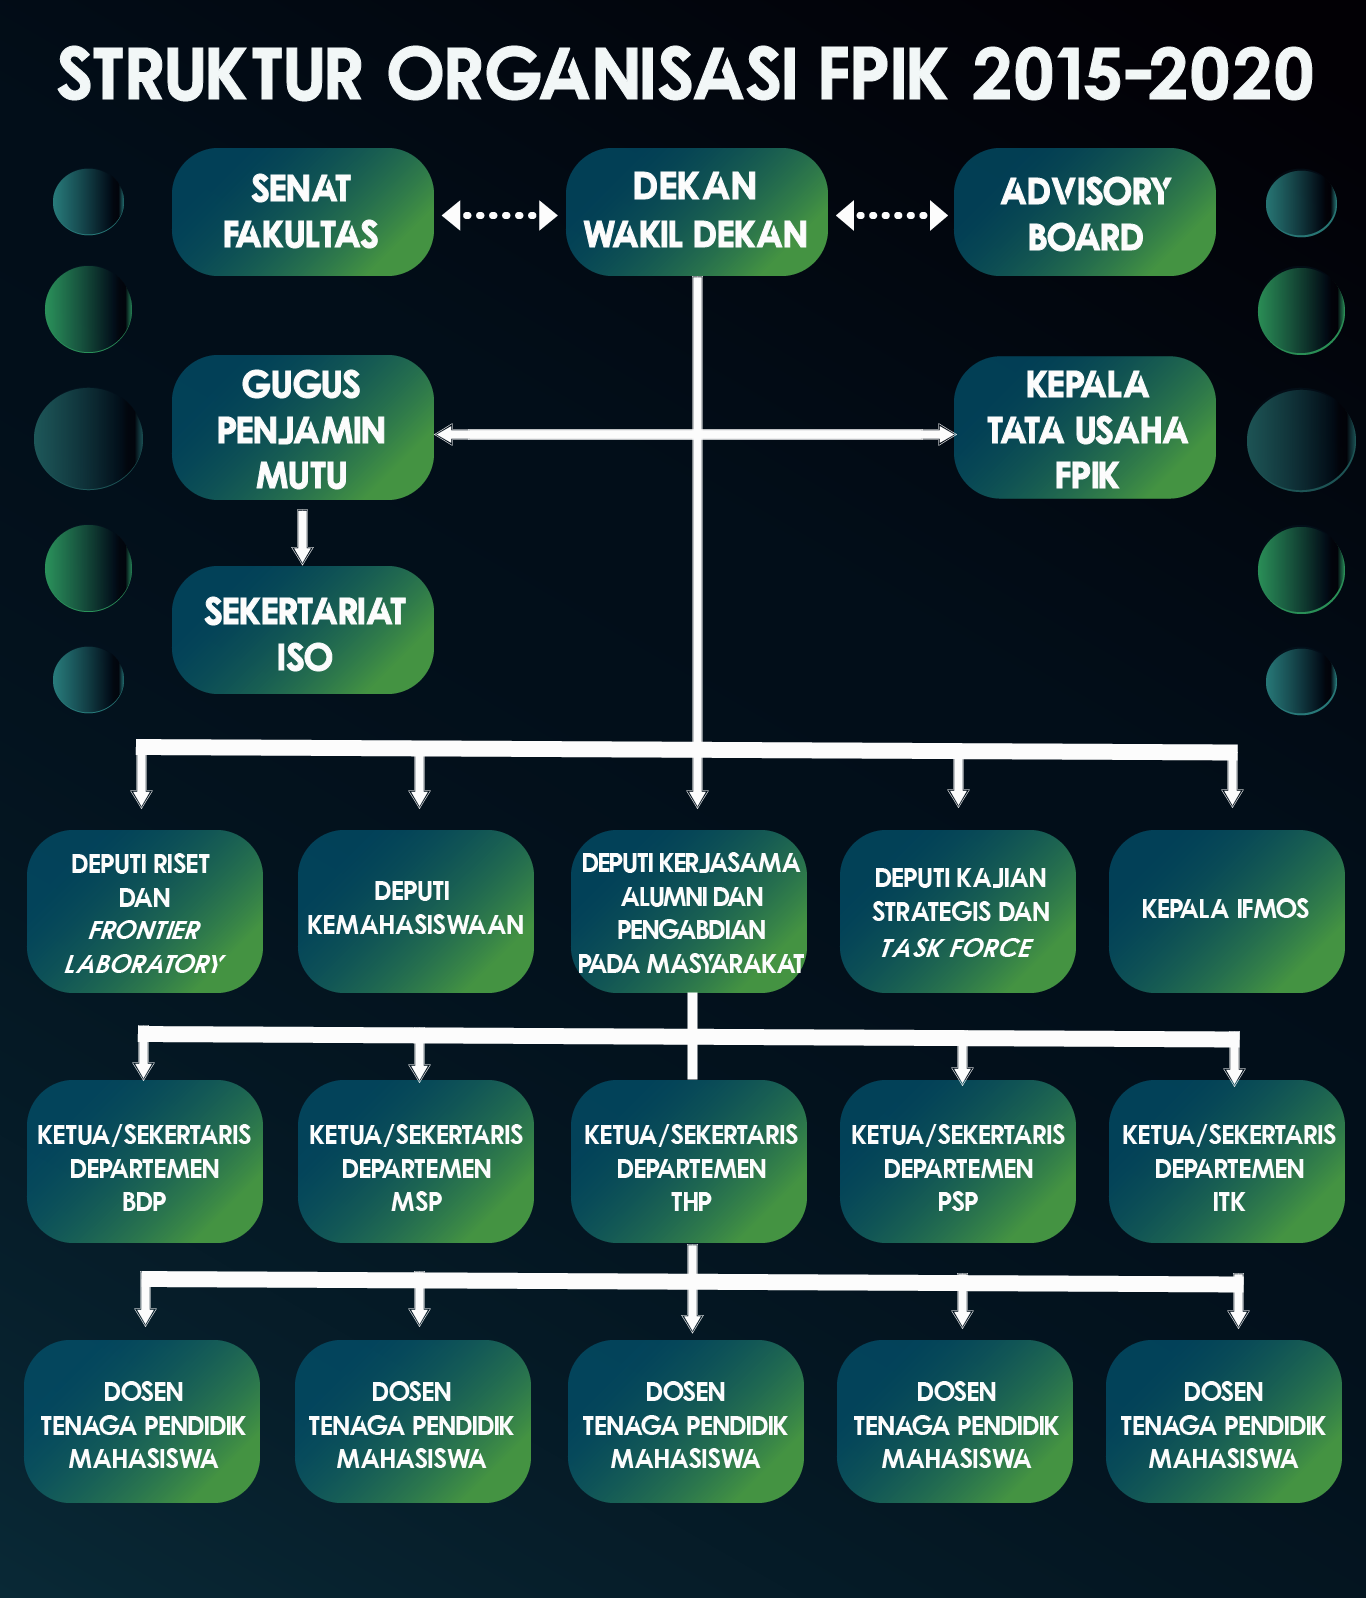 STRUKTUR ORGANISASI FPIK 2015-2020
SENAT
FAKULTAS
DEKAN
WAKIL DEKAN
ADVISORY
BOARD
GUGUS
PENJAMIN
MUTU
KEPALA
TATA USAHA
FPIK
SEKERTARIAT
ISO
DEPUTI RISET
DAN
FRONTIER
LABORATORY
DEPUTI
KEMAHASISWAAN
DEPUTI KERJASAMA
ALUMNI DAN
PENGABDIAN
PADA MASYARAKAT
DEPUTI KAJIAN
STRATEGIS DAN
TASK FORCE
KEPALA IFMOS
KETUA/SEKERTARIS
DEPARTEMEN
BDP
KETUA/SEKERTARIS
DEPARTEMEN
MSP
KETUA/SEKERTARIS
DEPARTEMEN
THP
KETUA/SEKERTARIS
DEPARTEMEN
PSP
KETUA/SEKERTARIS
DEPARTEMEN
ITK
DOSEN
TENAGA PENDIDIK
MAHASISWA
DOSEN
TENAGA PENDIDIK
MAHASISWA
DOSEN
TENAGA PENDIDIK
MAHASISWA
DOSEN
TENAGA PENDIDIK
MAHASISWA
DOSEN
TENAGA PENDIDIK
MAHASISWA